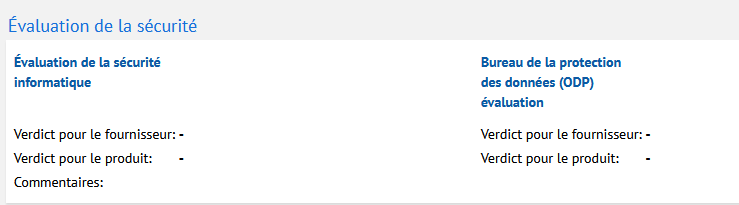 Évaluation de la sécurité
Évaluation de la sécurité
informatique
Bureau de la protection
des données (ODP)
évaluation
Verdict pour le fournisseur: -
Verdict pour le produit: -
Commentaires:
Verdict pour le fournisseur: -
Verdict pour le produit: -